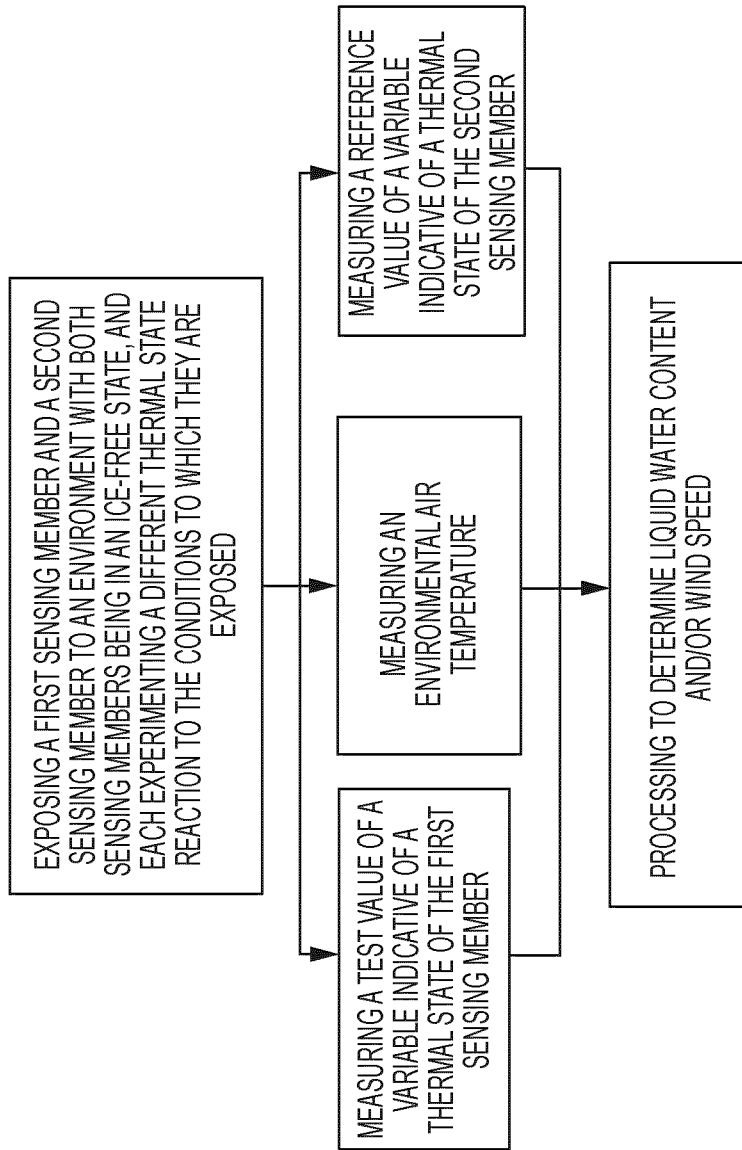 EXPOSING A FIRST SENSING MEMBER AND A SECOND
SENSING MEMBER TO AN ENVIRONMENT WITH BOTH
SENSING MEMBERS BEING IN AN ICE-FREE STATE, AND
EACH EXPERIMENTING A DIFFERENT THERMAL STATE
REACTION TO THE CONDITIONS TO WHICH THEY ARE
EXPOSED
MEASURING A TEST VALUE OF A
VARIABLE INDICATIVE OF A
THERMAL STATE OF THE FIRST
SENSING MEMBER
MEASURING AN
ENVIRONMENTAL AIR
TEMPERATURE
MEASURING A REFERENCE
VALUE OF A VARIABLE
INDICATIVE OF A THERMAL
STATE OF THE SECOND
SENSING MEMBER
PROCESSING TO DETERMINE LIQUID WATER CONTENT
AND/OR WIND SPEED